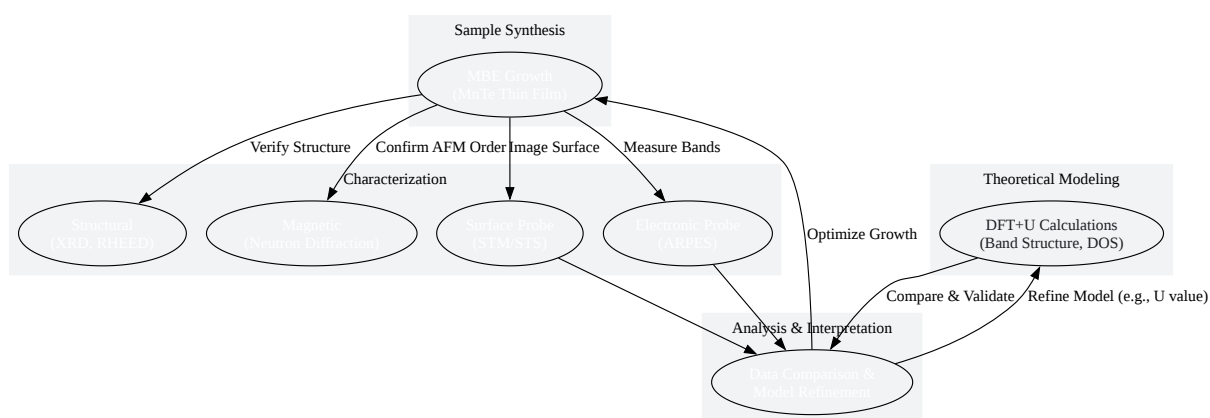 Sample Synthesis
MBE Growth
(MnTe Thin Film)
Verify Structure
Confirm AFM Order
Image Surface
Measure Bands
Characterization
Structural
(XRD, RHEED)
Magnetic
(Neutron Diffraction)
Surface Probe
(STM/STS)
Electronic Probe
(ARPES)
Theoretical Modeling
DFT+U Calculations
(Band Structure, DOS)
Optimize Growth
Compare & Validate
Refine Model (e.g., U value)
Analysis & Interpretation
Data Comparison &
Model Refinement